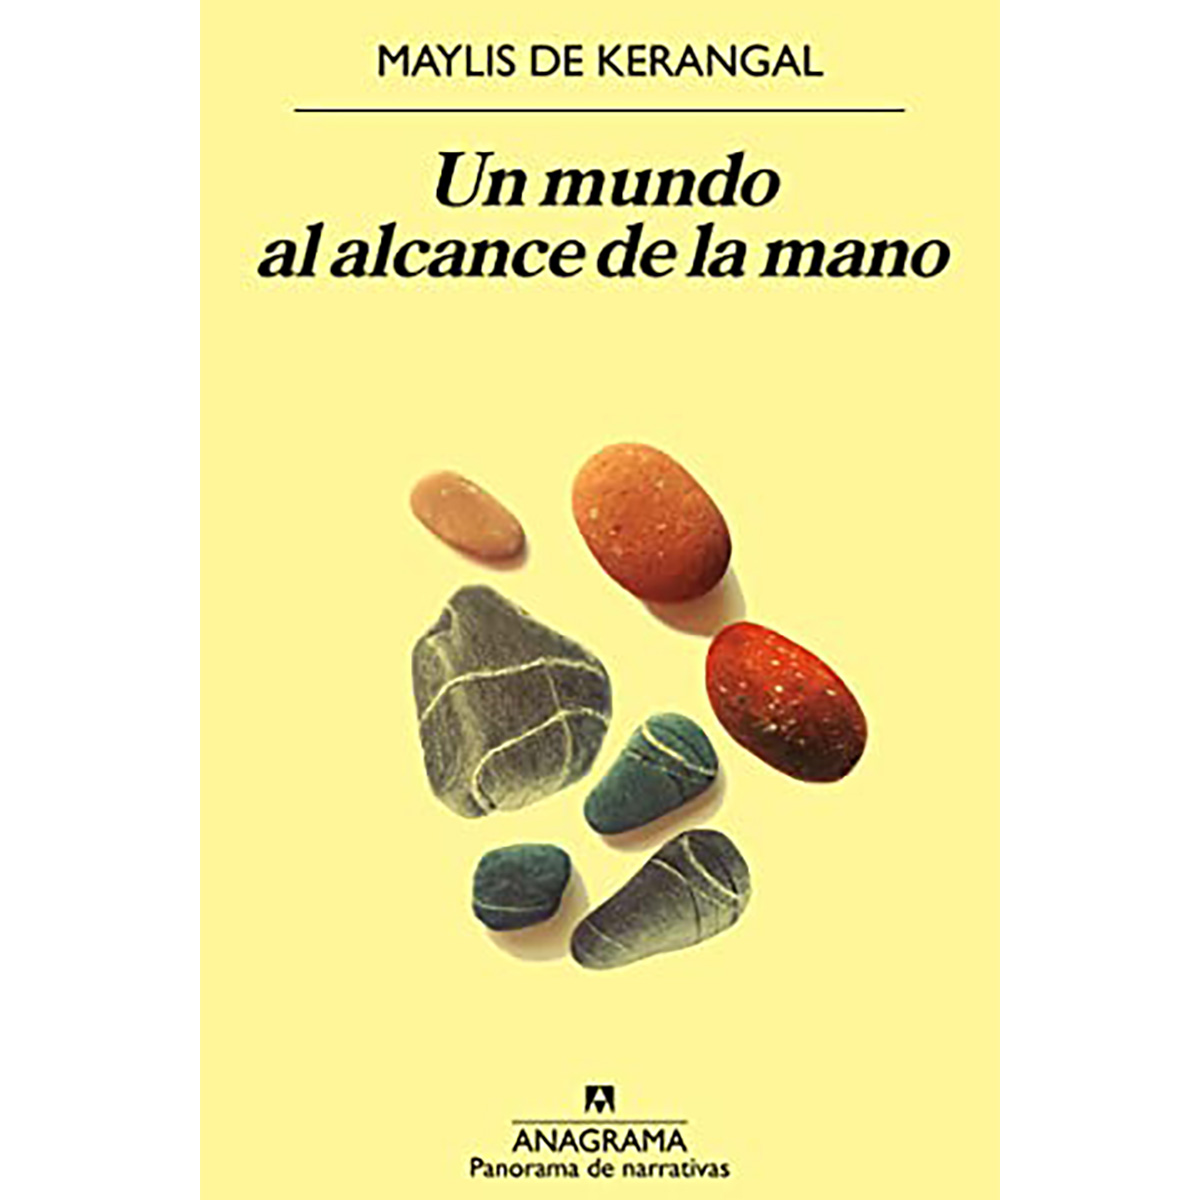 MAYLIS DE KERANGAL
Un mundo
al alcance de la mano
ANAGRAMA
Panorama de narrativas